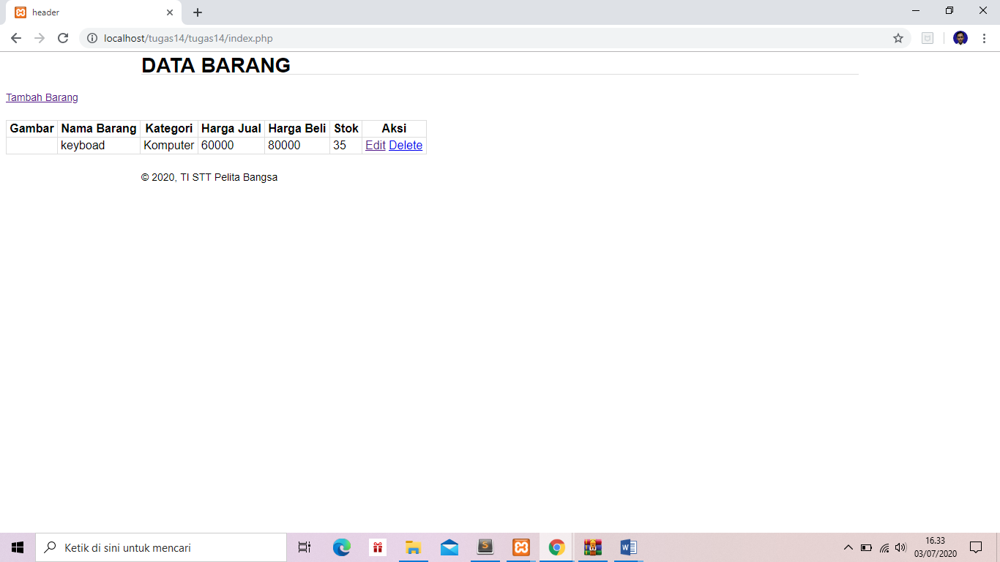 header
localhost/tugas14/tugas14/index.php
DATA BARANG
Tambah Barang
Gambar Nama Barang Kategori Harga Jual Harga Beli Stok Aksi
keyboad Komputer 60000 80000 35 Edit Delete
© 2020, TI STT Pelita Bangsa
Ketik di sini untuk mencari
16.33
03/07/2020